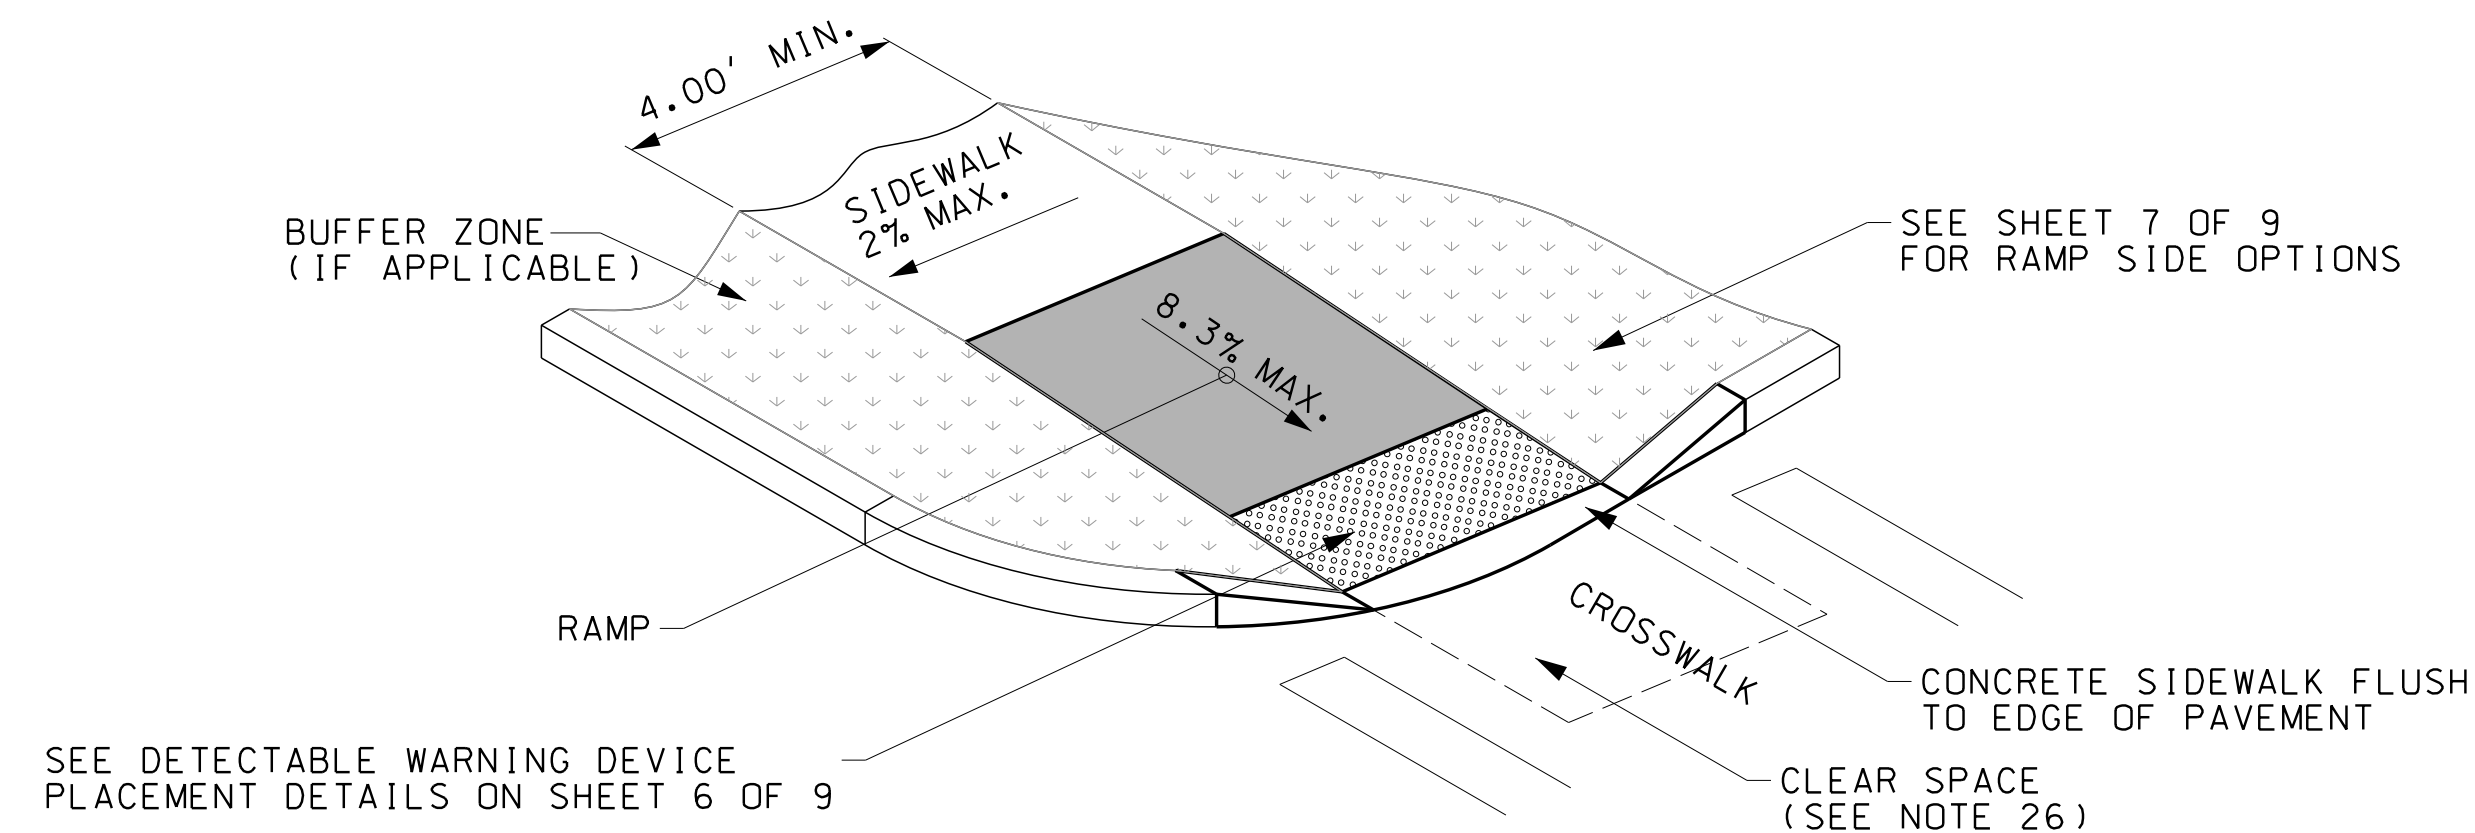 4.00' MIN.
SIDEWALK
2% MAX.
BUFFER ZONE
(IF APPLICABLE)
SEE SHEET 7 OF 9
FOR RAMP SIDE OPTIONS
8.3% MAX.
RAMP
CROSSWALK
CONCRETE SIDEWALK FLUSH
TO EDGE OF PAVEMENT
SEE DETECTABLE WARNING DEVICE
PLACEMENT DETAILS ON SHEET 6 OF 9
CLEAR SPACE
(SEE NOTE 26)